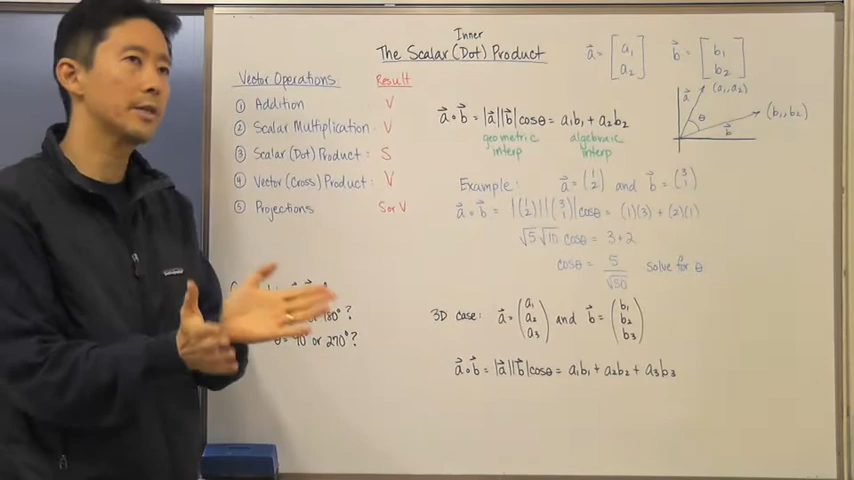 Inner
The Scalar (Dot) Product
Vector Operations:
Result
① Addition V
② Scalar Multiplication V
③ Scalar (Dot) Product S
④ Vector (Cross) Product V
⑤ Projections S or V
or 180°?
= 90° or 270°?
a⃗ = [a₁ a₂] b⃗ = [b₁ b₂]
a⃗ ∘ b⃗ = |a⃗||b⃗|cosθ = a₁b₁ + a₂b₂
geometric interp
algebraic interp
(a₁,a₂)
a⃗
θ
b⃗
(b₁,b₂)
Example: a⃗ = (1 2) and b⃗ = (3 1)
a⃗ ∘ b⃗ = |(1 2)||(3 1)|cosθ = (1)(3) + (2)(1)
√5 √10 cosθ = 3+2
cosθ = 5/√50 solve for θ
3D case: a⃗ = (a₁ a₂ a₃) and b⃗ = (b₁ b₂ b₃)
a⃗ ∘ b⃗ = |a⃗||b⃗|cosθ = a₁b₁ + a₂b₂ + a₃b₃